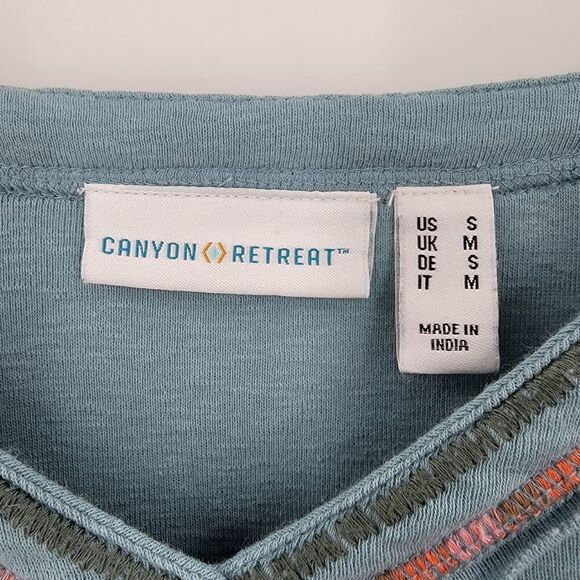 CANYON RETREAT™
US S
UK M
DE S
IT M
MADE IN
INDIA